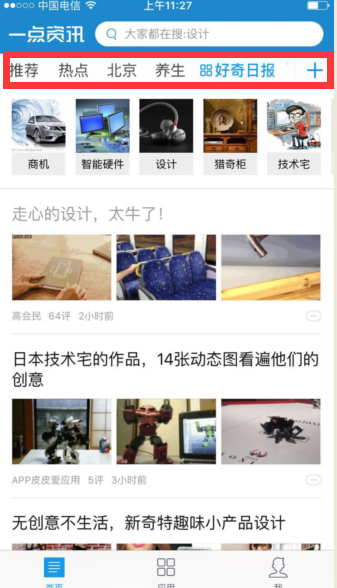 中国电信 上午11:27
一点资讯 大家都在搜:设计
推荐 热点 北京 养生 好奇日报 +
商机 智能硬件 设计 猎奇柜 技术宅
走心的设计，太牛了！
高会民 64评 2小时前
日本技术宅的作品，14张动态图看遍他们的
创意
APP皮皮爱应用 5评 3小时前
无创意不生活，新奇特趣味小产品设计
首页 应用 我